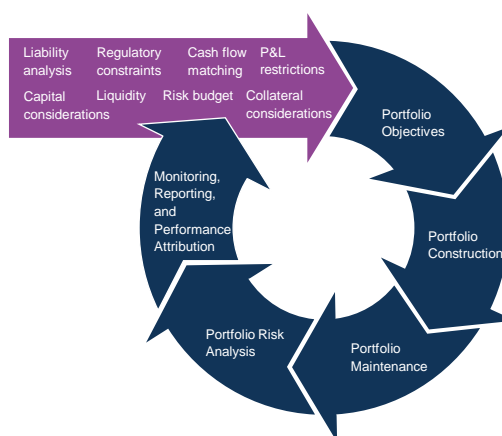 Liability
analysis
Regulatory
constraints
Cash flow
matching
P&L
restrictions
Capital
considerations
Liquidity
Risk budget
Collateral
considerations
Portfolio
Objectives
Portfolio
Construction
Portfolio
Maintenance
Portfolio Risk
Analysis
Monitoring,
Reporting,
and
Performance
Attribution